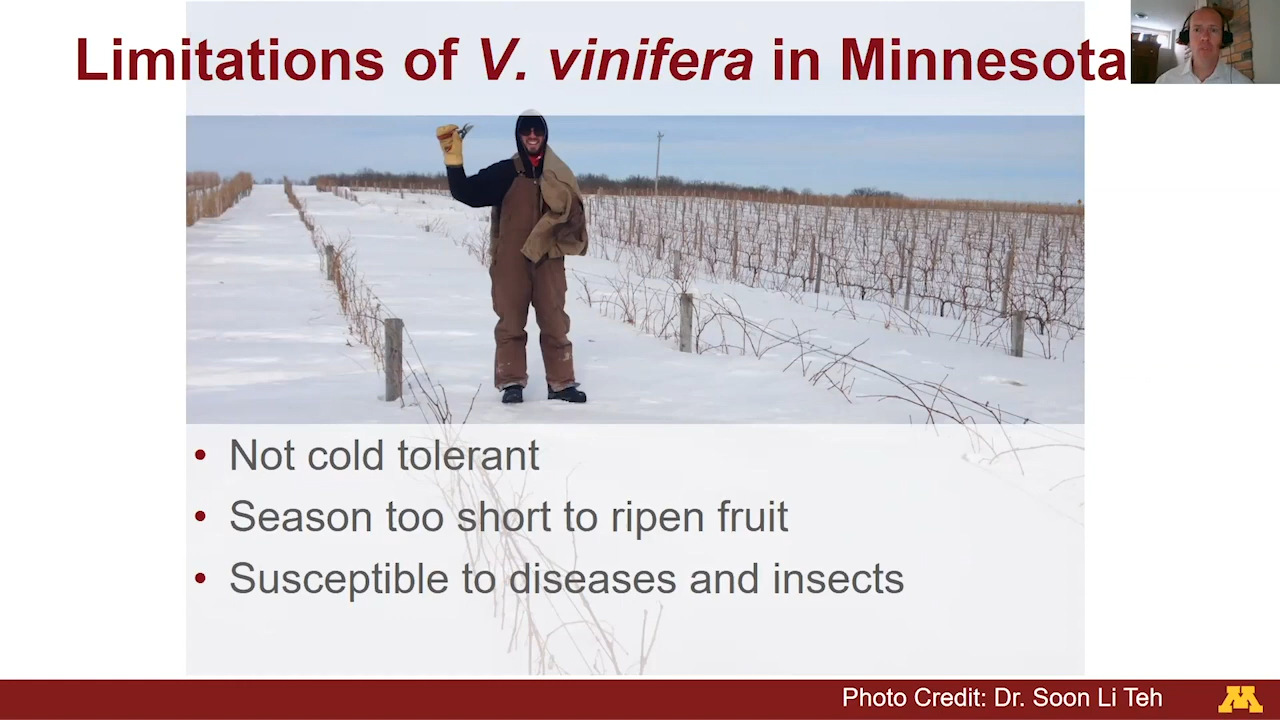 Limitations of V. vinifera in Minnesota
• Not cold tolerant
• Season too short to ripen fruit
• Susceptible to diseases and insects
Photo Credit: Dr. Soon Li Teh
M